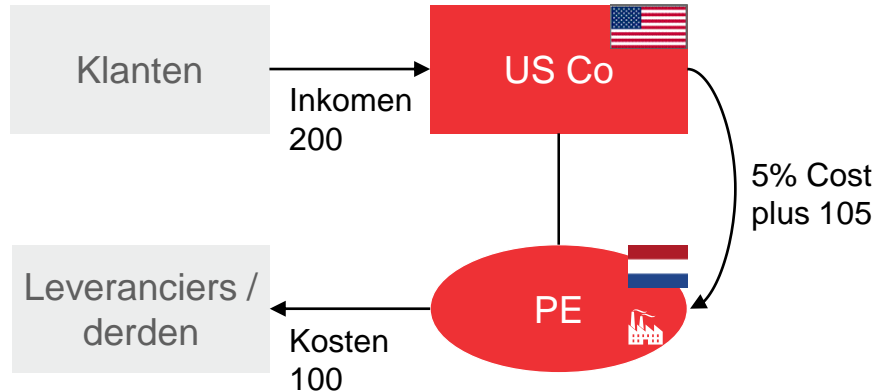 Klanten
Inkomen
200
US Co
5% Cost
plus 105
Leveranciers /
derden
Kosten
100
PE